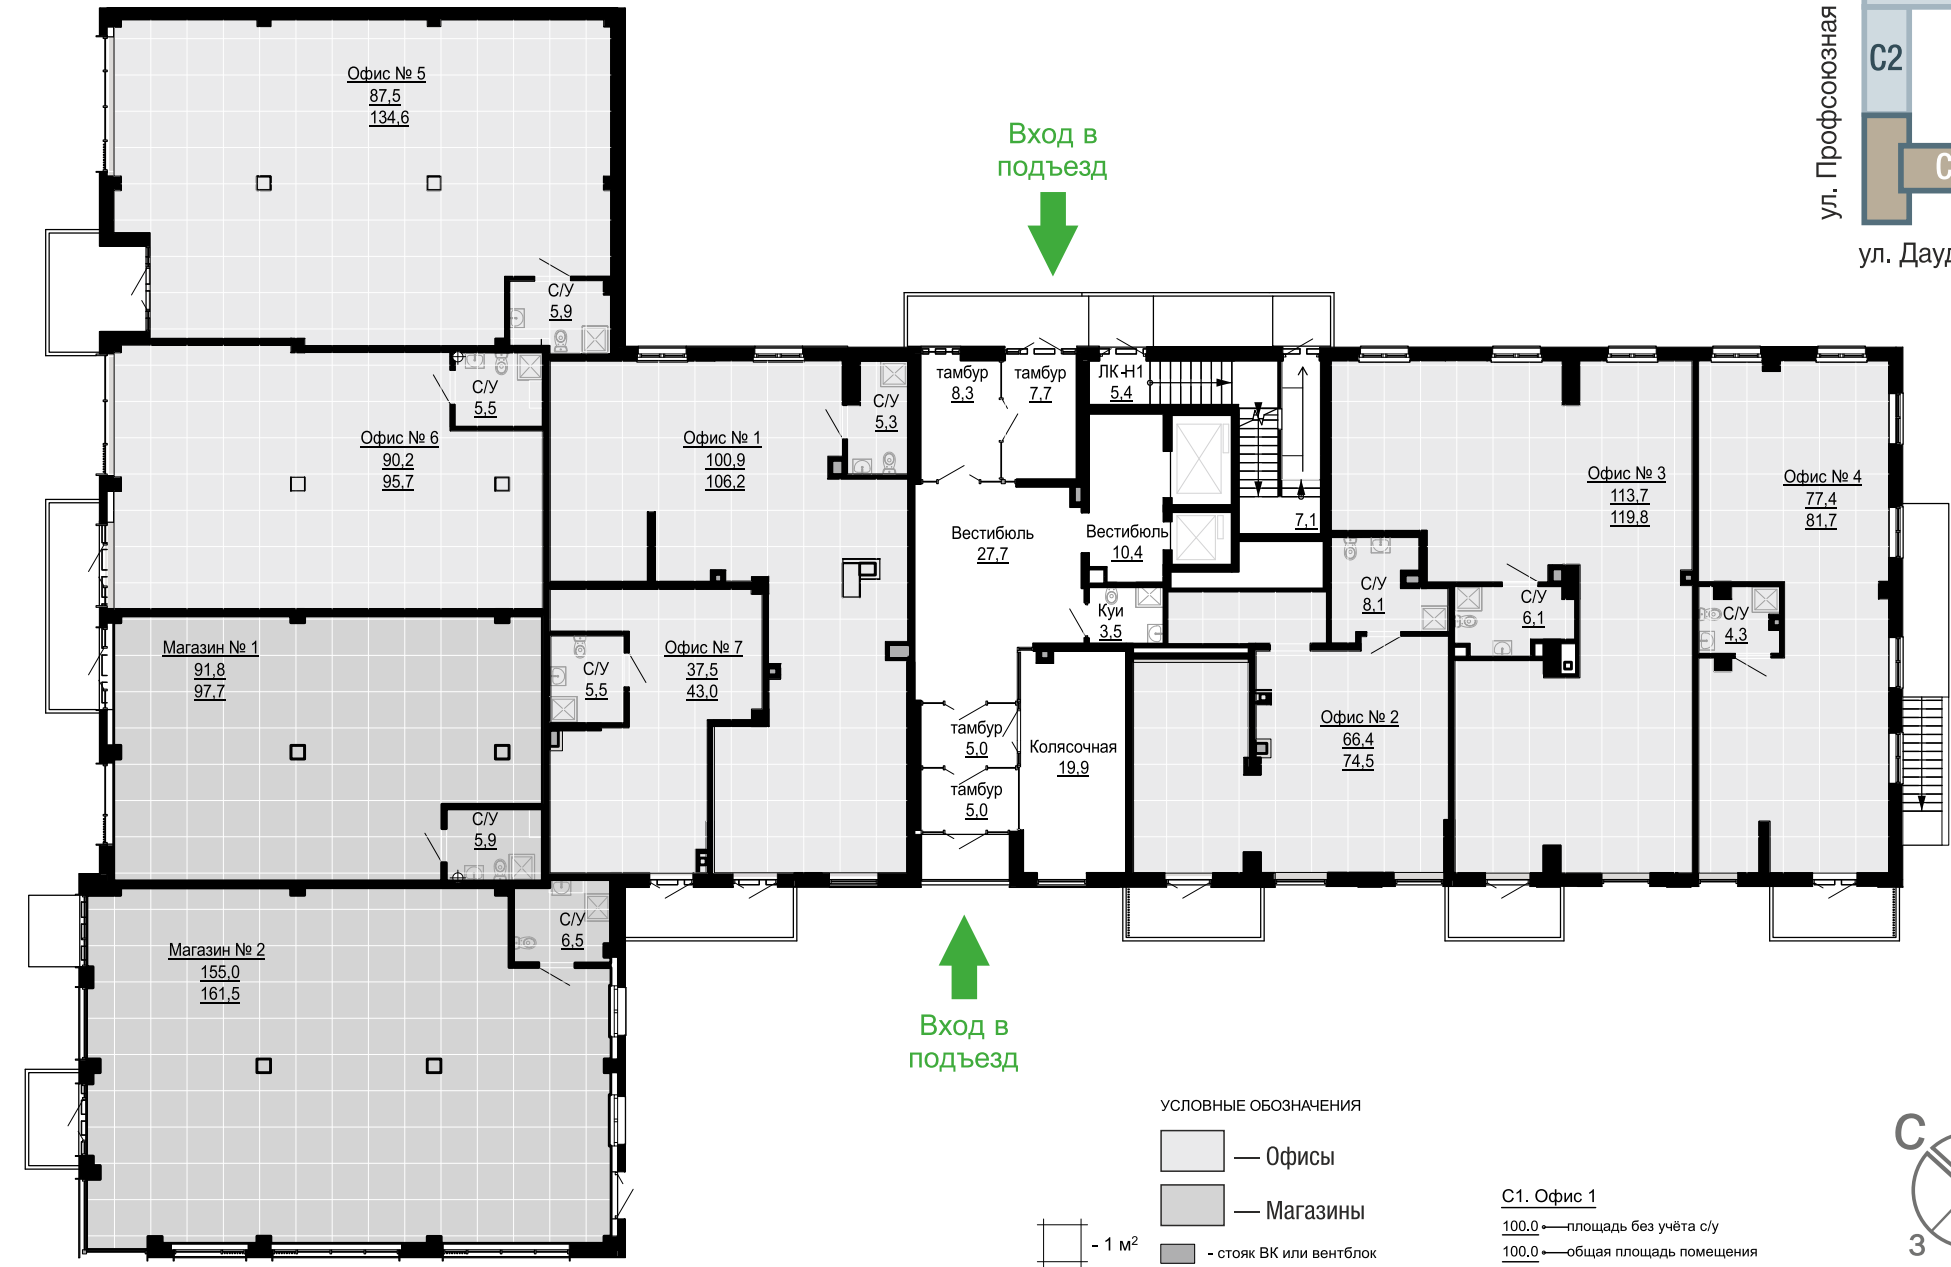 ул. Профсоюзная
С2
ул. Дауд
Офис № 5
87,5
134,6
С/У
5,9
Вход в
подъезд
Офис № 6
90,2
95,7
С/У
5,5
Офис № 1
100,9
106,2
С/У
5,3
тамбур
8,3
тамбур
7,7
ЛК-Н1
5,4
7,1
Вестибюль
27,7
Вестибюль
10,4
Куи
3,5
Офис № 3
113,7
119,8
С/У
8,1
С/У
6,1
Офис № 4
77,4
81,7
С/У
4,3
Магазин № 1
91,8
97,7
С/У
5,9
Офис № 7
37,5
43,0
С/У
5,5
тамбур
5,0
тамбур
5,0
Колясочная
19,9
Офис № 2
66,4
74,5
Магазин № 2
155,0
161,5
С/У
6,5
Вход в
подъезд
УСЛОВНЫЕ ОБОЗНАЧЕНИЯ
— Офисы
— Магазины
- 1 м²
- стояк ВК или вентблок
С1. Офис 1
100.0 площадь без учёта с/у
100.0 общая площадь помещения
С
З